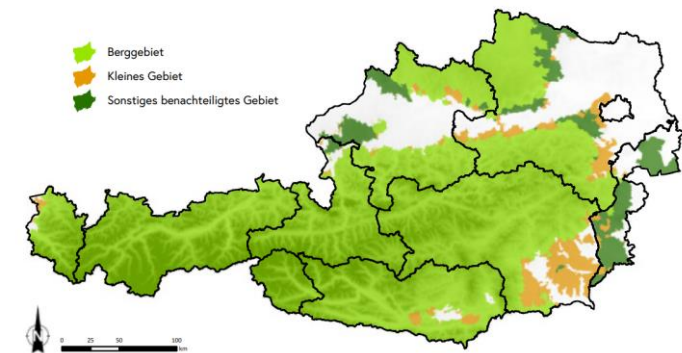 Berggebiet
Kleines Gebiet
Sonstiges benachteiligtes Gebiet
0 25 50 100
km